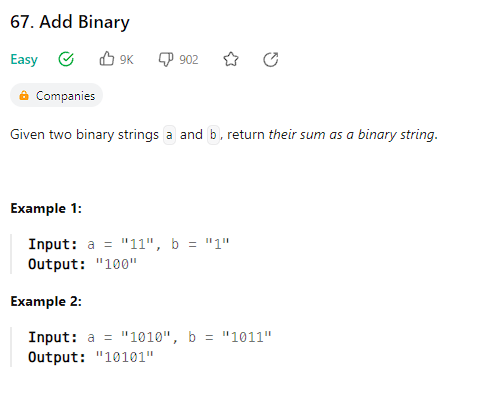 67. Add Binary
Easy 9K 902
Companies
Given two binary strings a and b, return their sum as a binary string.
Example 1:
Input: a = "11", b = "1"
Output: "100"
Example 2:
Input: a = "1010", b = "1011"
Output: "10101"